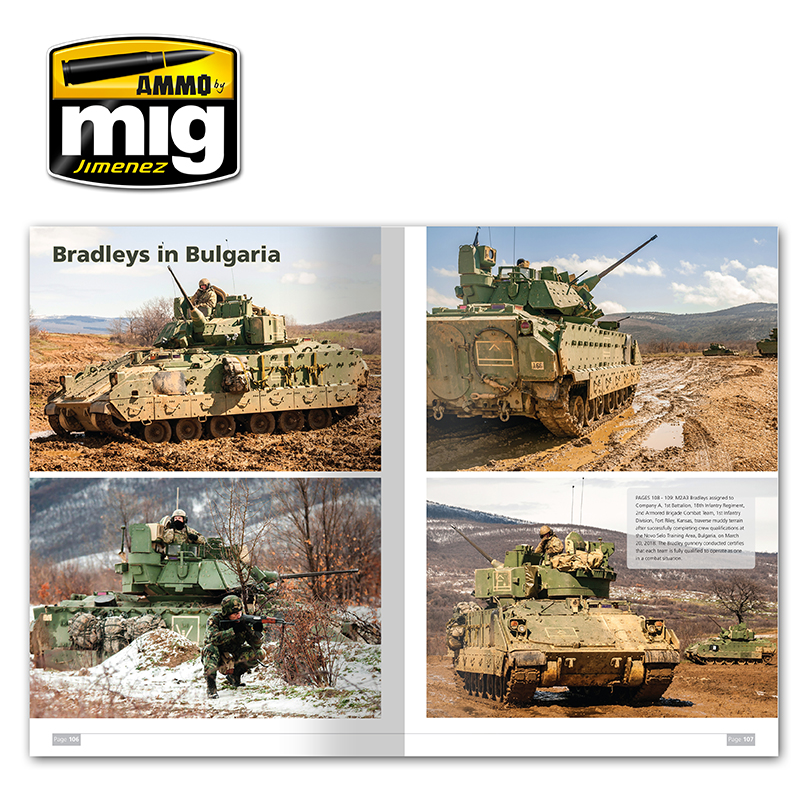 AMMO by
mig
Jimenez
Bradleys in Bulgaria
168
PAGES 108 - 109: M2A3 Bradleys assigned to
Company A, 1st Battalion, 18th Infantry Regiment,
2nd Armored Brigade Combat Team, 1st Infantry
Division, Fort Riley, Kansas, traverse muddy terrain
after successfully completing crew qualifications at
the Novo Selo Training Area, Bulgaria, on March
20, 2018. The Bradley gunnery conducted certifies
that each team is fully qualified to operate as one
in a combat situation.
Page 106
Page 107